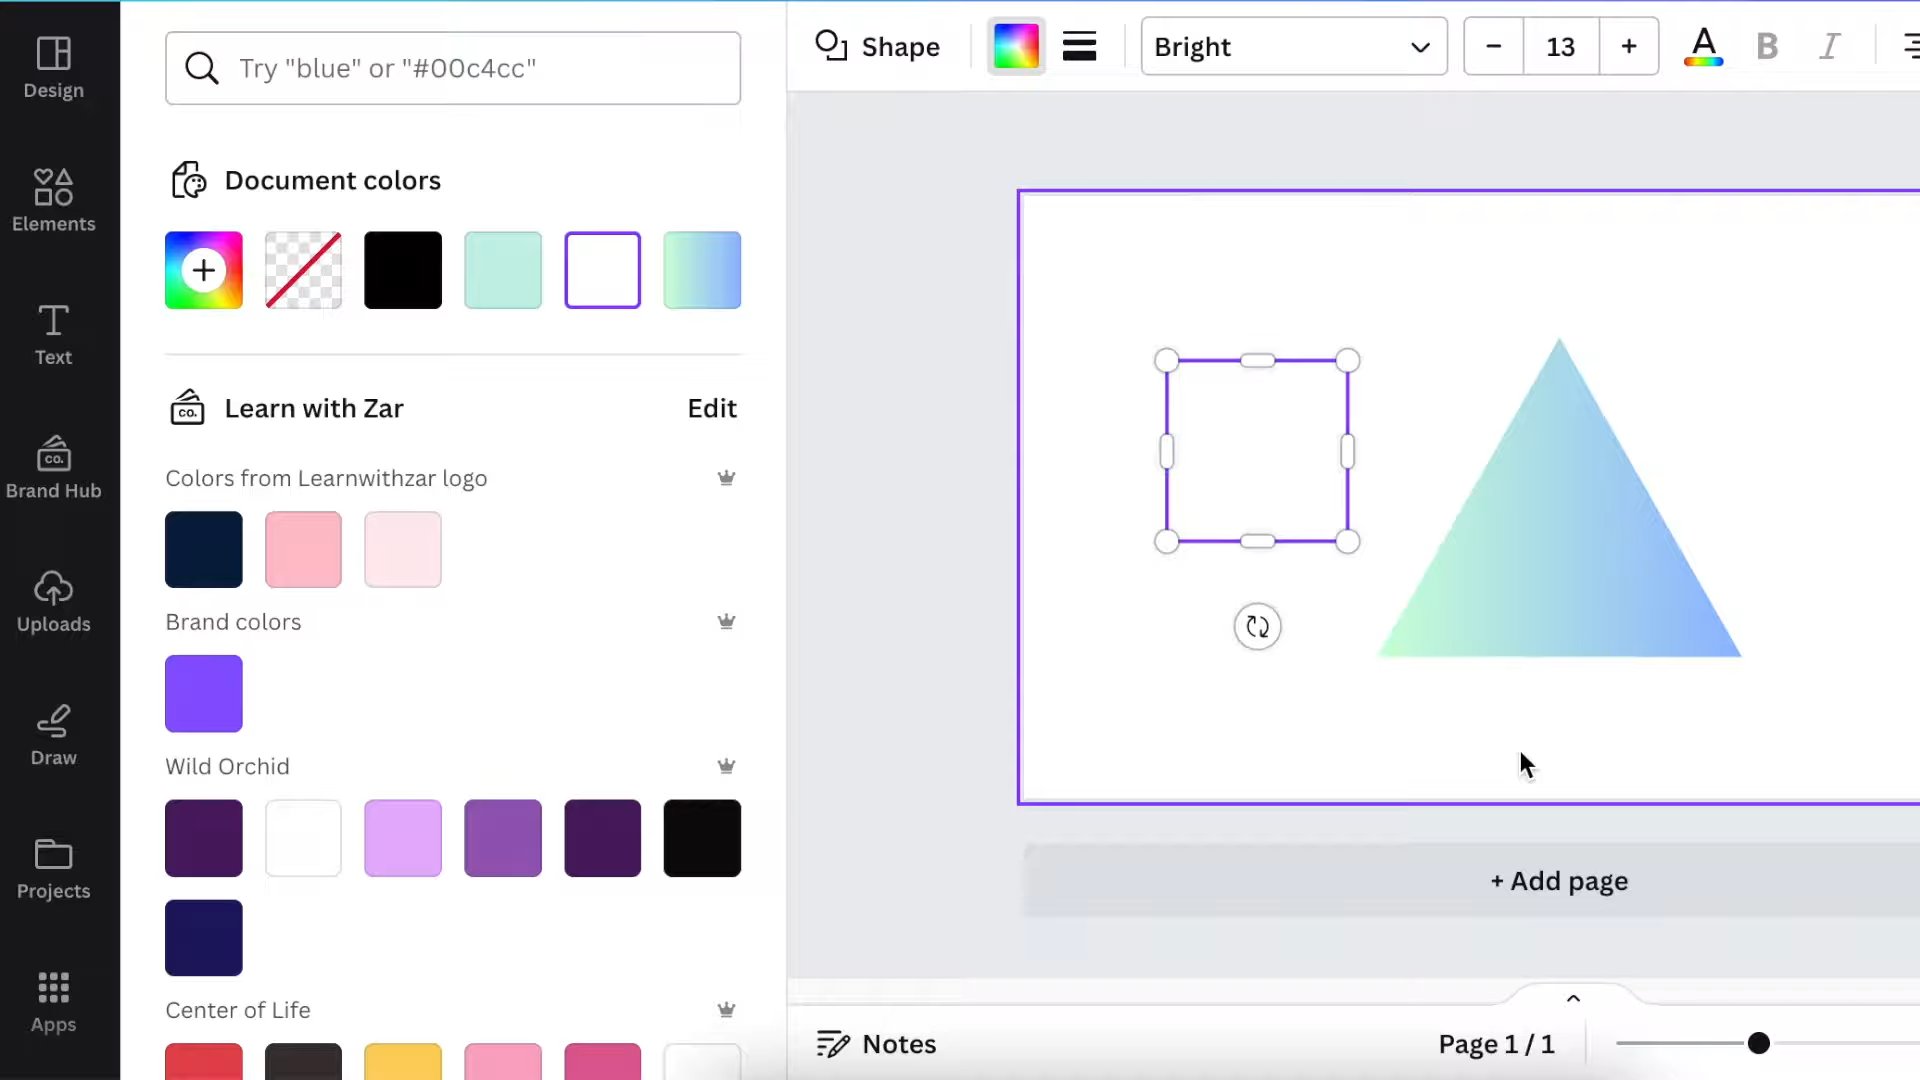 Design
Elements
Text
co.
Brand Hub
Uploads
Draw
Projects
Apps
Try "blue" or "#00c4cc"
Document colors
co.
Learn with Zar
Edit
Colors from Learnwithzar logo
Brand colors
Wild Orchid
Center of Life
Shape
Bright
− 13 +
A B I
+ Add page
Notes
Page 1 / 1